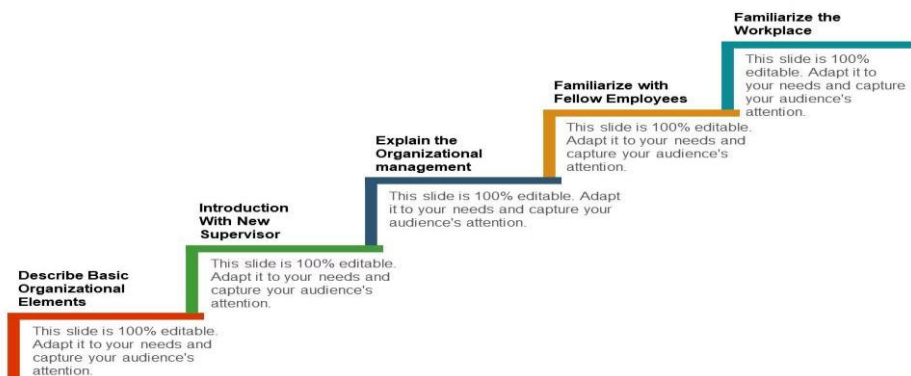 Familiarize the
Workplace
This slide is 100%
editable. Adapt it to
your needs and capture
your audience's
attention.
Familiarize with
Fellow Employees
This slide is 100% editable.
Adapt it to your needs and
capture your audience's
attention.
Explain the
Organizational
management
This slide is 100% editable. Adapt
it to your needs and capture your
audience's attention.
Introduction
With New
Supervisor
This slide is 100% editable.
Adapt it to your needs and
capture your audience's
attention.
Describe Basic
Organizational
Elements
This slide is 100% editable.
Adapt it to your needs and
capture your audience's
attention.